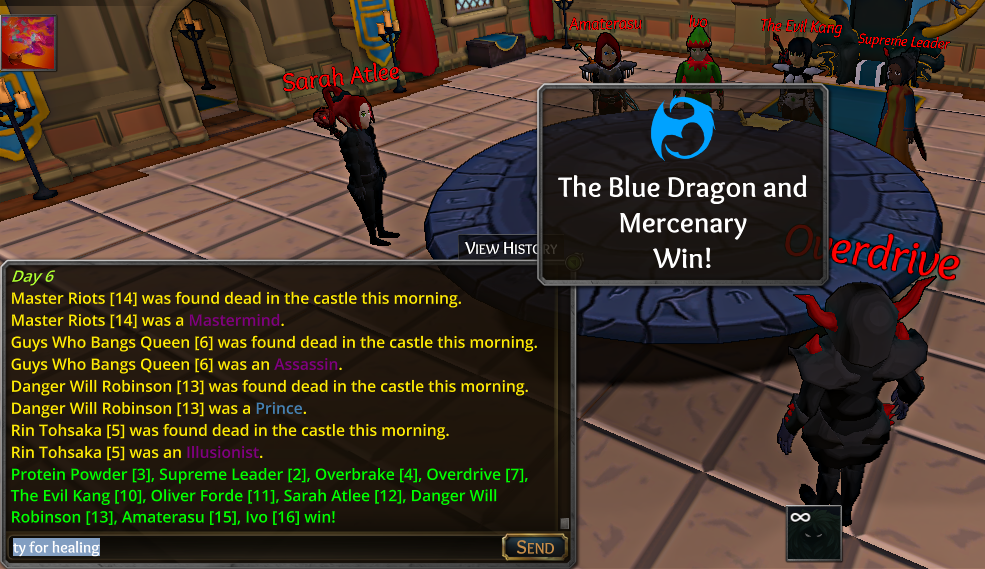 Amaterasu
Ivo
The Evil Kang
Supreme Leader
Sarah Atlee
The Blue Dragon and
Mercenary
Win!
View History
Overdrive
Day 6
Master Riots [14] was found dead in the castle this morning.
Master Riots [14] was a Mastermind.
Guys Who Bangs Queen [6] was found dead in the castle this morning.
Guys Who Bangs Queen [6] was an Assassin.
Danger Will Robinson [13] was found dead in the castle this morning.
Danger Will Robinson [13] was a Prince.
Rin Tohsaka [5] was found dead in the castle this morning.
Rin Tohsaka [5] was an Illusionist.
Protein Powder [3], Supreme Leader [2], Overbrake [4], Overdrive [7],
The Evil Kang [10], Oliver Forde [11], Sarah Atlee [12], Danger Will
Robinson [13], Amaterasu [15], Ivo [16] win!
ty for healing
Send
∞